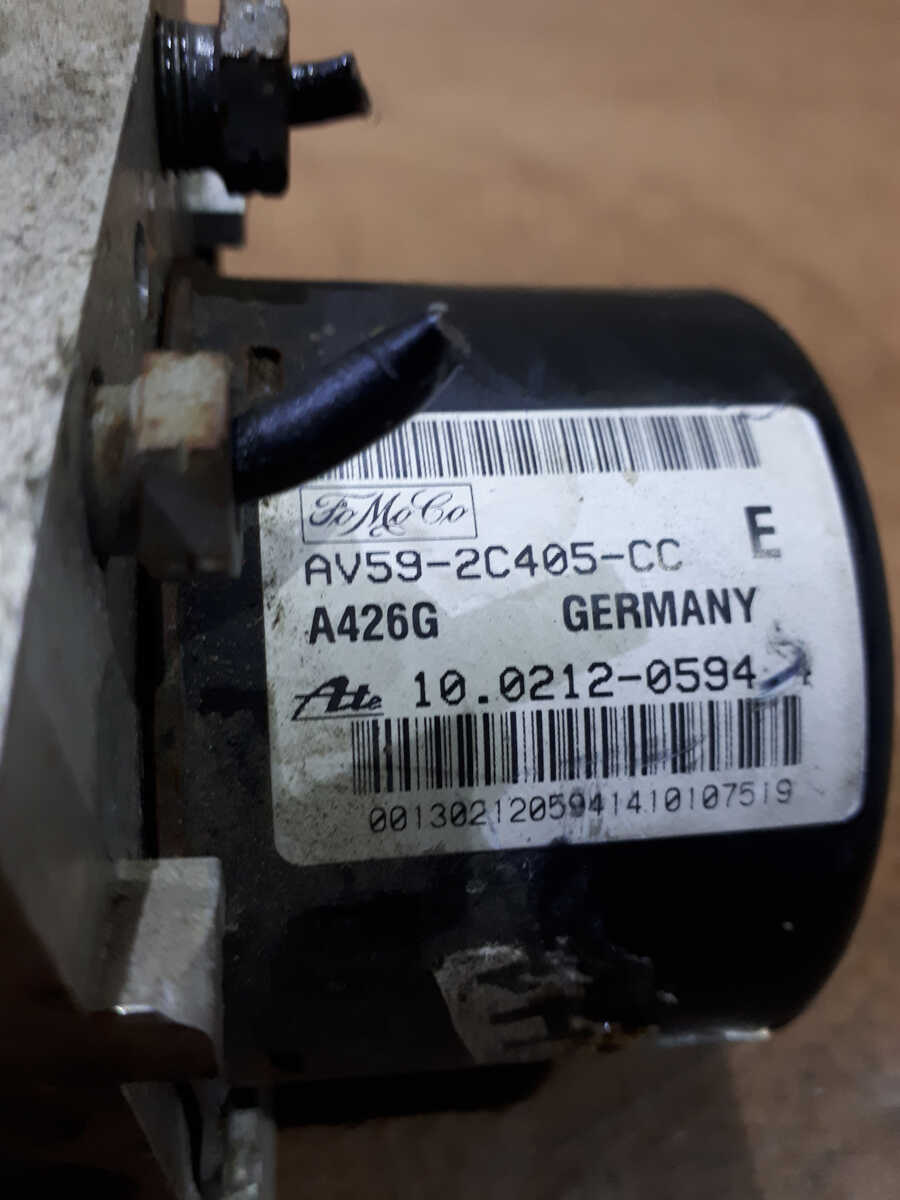 FoMoCo
AV59-2C405-CC E
A426G GERMANY
Ate 10.0212-0594
0013021205941410107519